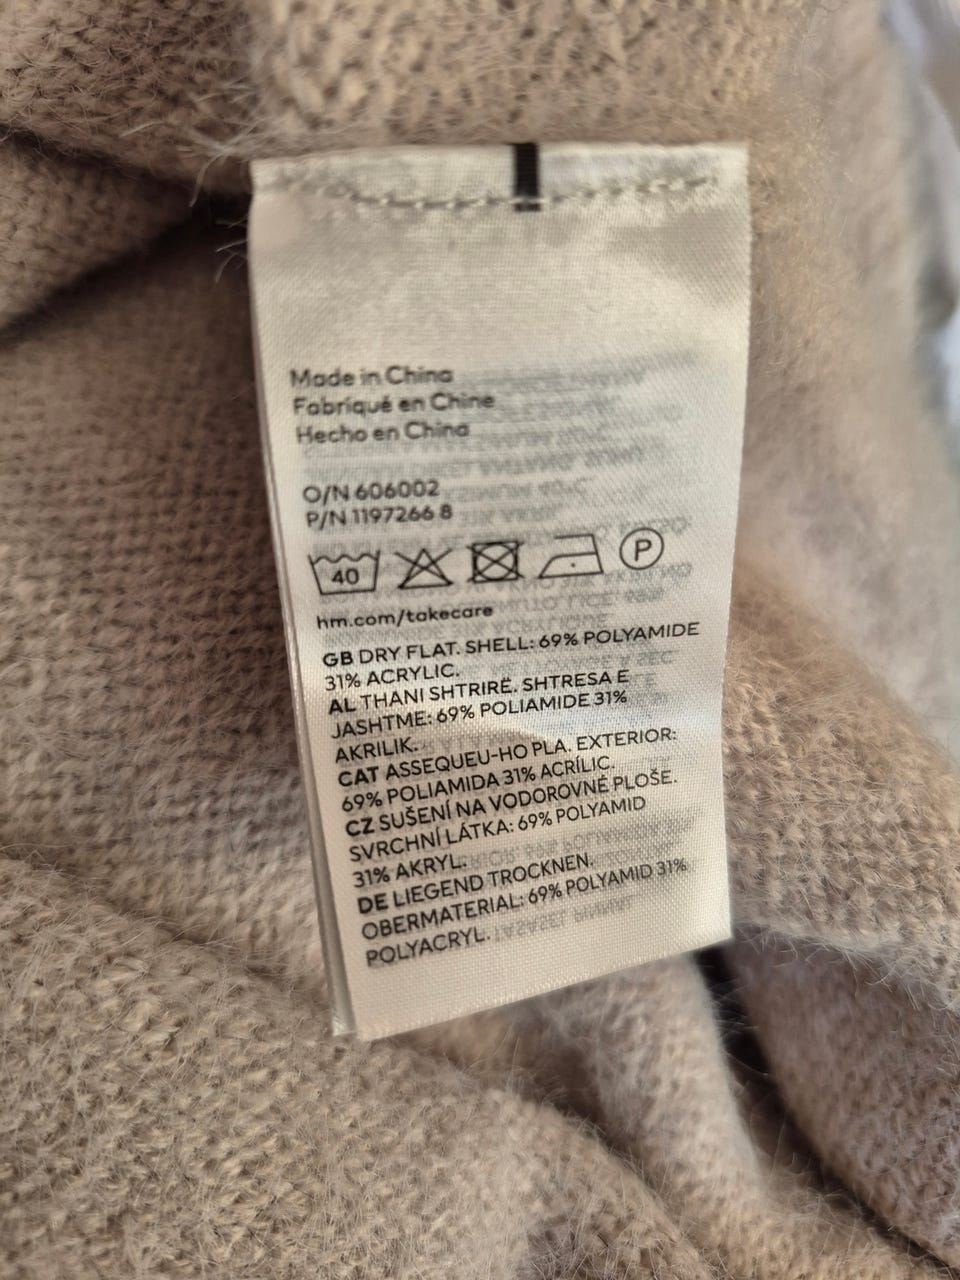 Made in China
Fabriqué en Chine
Hecho en China
O/N 606002
P/N 1197266 8
40 P
hm.com/takecare
GB DRY FLAT. SHELL: 69% POLYAMIDE
31% ACRYLIC.
AL THANI SHTRIRË. SHTRESA E
JASHTME: 69% POLIAMIDE 31%
AKRILIK.
CAT ASSEQUEU-HO PLA. EXTERIOR:
69% POLIAMIDA 31% ACRÍLIC.
CZ SUŠENÍ NA VODOROVNÉ PLOŠE.
SVRCHNÍ LÁTKA: 69% POLYAMID
31% AKRYL.
DE LIEGEND TROCKNEN.
OBERMATERIAL: 69% POLYAMID 31%
POLYACRYL.